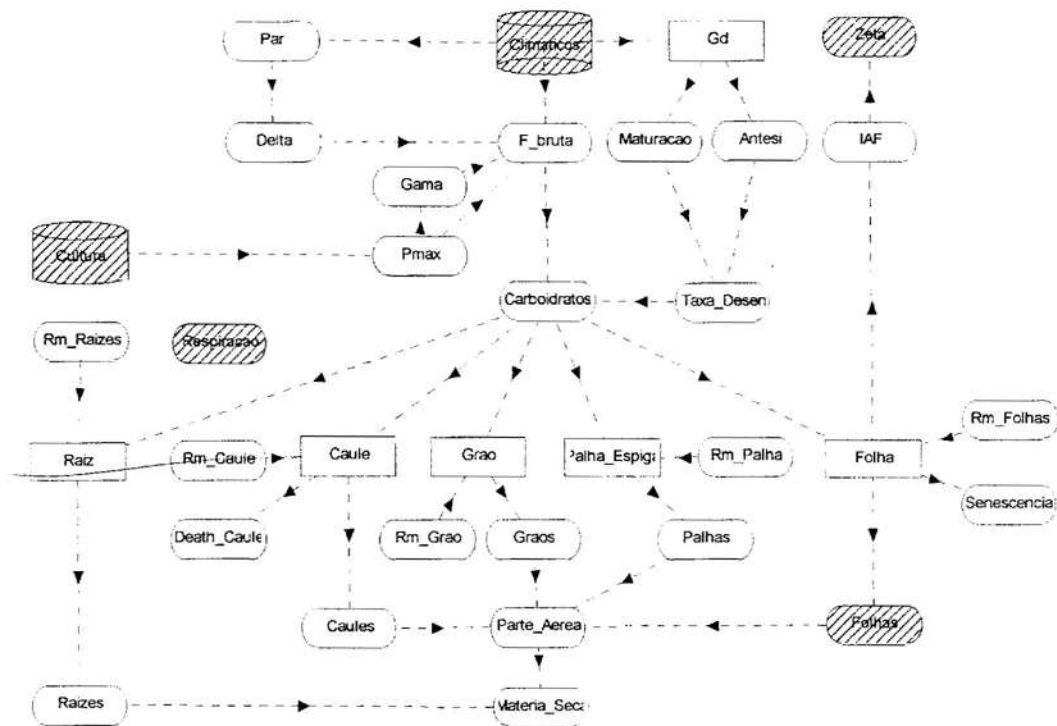 Par
Climaticos
Gd
Zeta
Delta
F_bruta
Maturacao
Antesi
IAF
Gama
Cultura
Pmax
Carboidratos
Taxa_Desen
Rm_Raizes
Respiracao
Rm_Folhas
Raiz
Rm_Caule
Caule
Grao
Palha_Espiga
Rm_Palha
Folha
Senescencia
Death_Caule
Rm_Grao
Graos
Palhas
Caules
Parte_Aerea
Folhas
Raizes
Materia_Seca